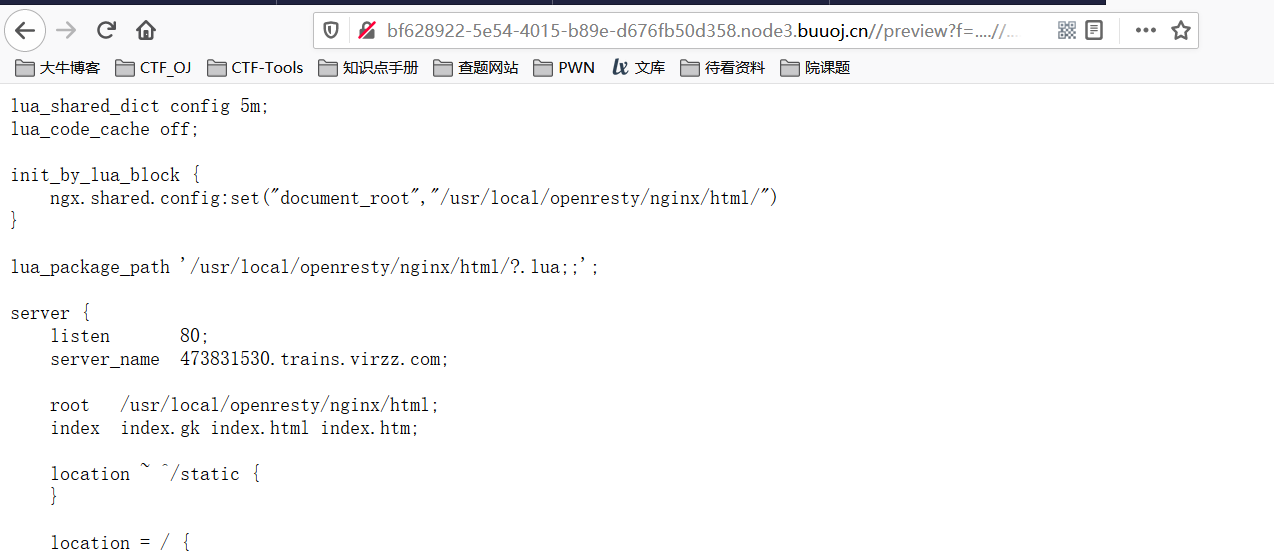 bf628922-5e54-4015-b89e-d676fb50d358.node3.buuoj.cn//preview?f=....//...
大牛博客 CTF_OJ CTF-Tools 知识点手册 查题网站 PWN lx 文库 待看资料 院课题
lua_shared_dict config 5m;
lua_code_cache off;
init_by_lua_block {
ngx.shared.config:set("document_root","/usr/local/openresty/nginx/html/")
}
lua_package_path '/usr/local/openresty/nginx/html/?.lua;;';
server {
listen 80;
server_name 473831530.trains.virzz.com;
root /usr/local/openresty/nginx/html;
index index.gk index.html index.htm;
location ~ ^/static {
}
location = / {